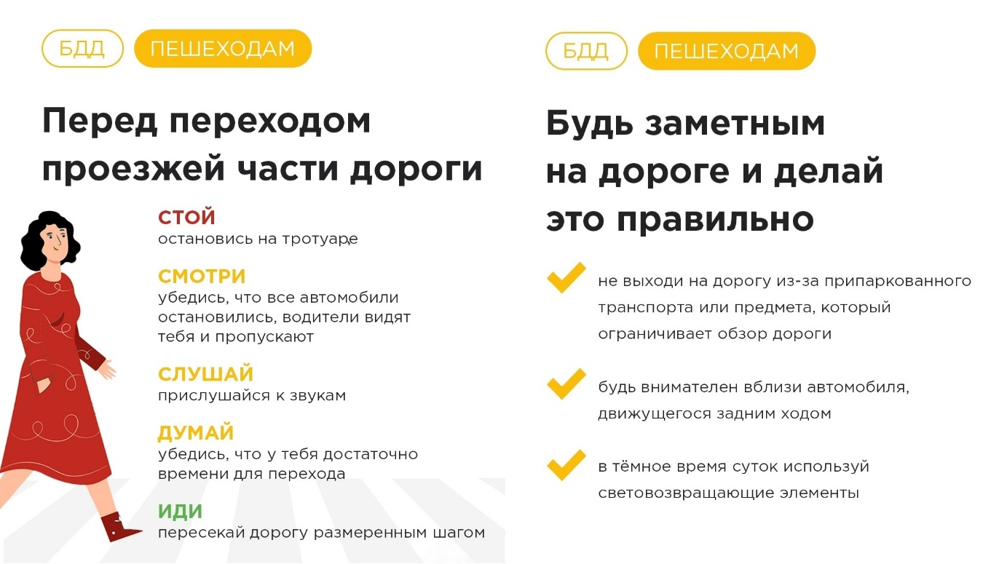 БДД ПЕШЕХОДАМ
Перед переходом
проезжей части дороги
СТОЙ
остановись на тротуаре
СМОТРИ
убедись, что все автомобили
остановились, водители видят
тебя и пропускают
СЛУШАЙ
прислушайся к звукам
ДУМАЙ
убедись, что у тебя достаточно
времени для перехода
ИДИ
пересекай дорогу размеренным шагом
БДД ПЕШЕХОДАМ
Будь заметным
на дороге и делай
это правильно
не выходи на дорогу из-за припаркованного
транспорта или предмета, который
ограничивает обзор дороги
будь внимателен вблизи автомобиля,
движущегося задним ходом
в тёмное время суток используй
световозвращающие элементы